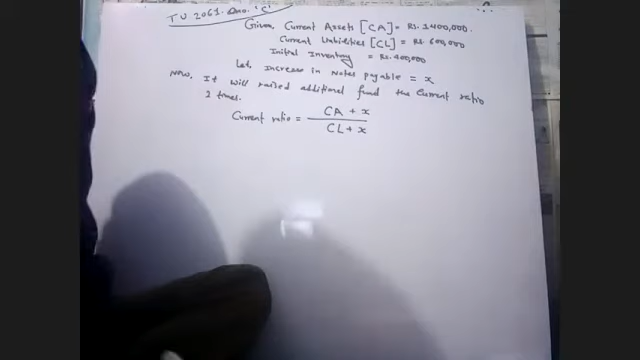 TU 2061. Qno. 'C'
Given, Current Assets [CA] = Rs. 1400,000.
Current Liabilities [CL] = Rs. 600,000
Initial Inventory = Rs. 400,000
Let, Increase in Notes payable = x
Now, It will raised additional fund the Current ratio
2 times.
Current ratio = CA + x
CL + x